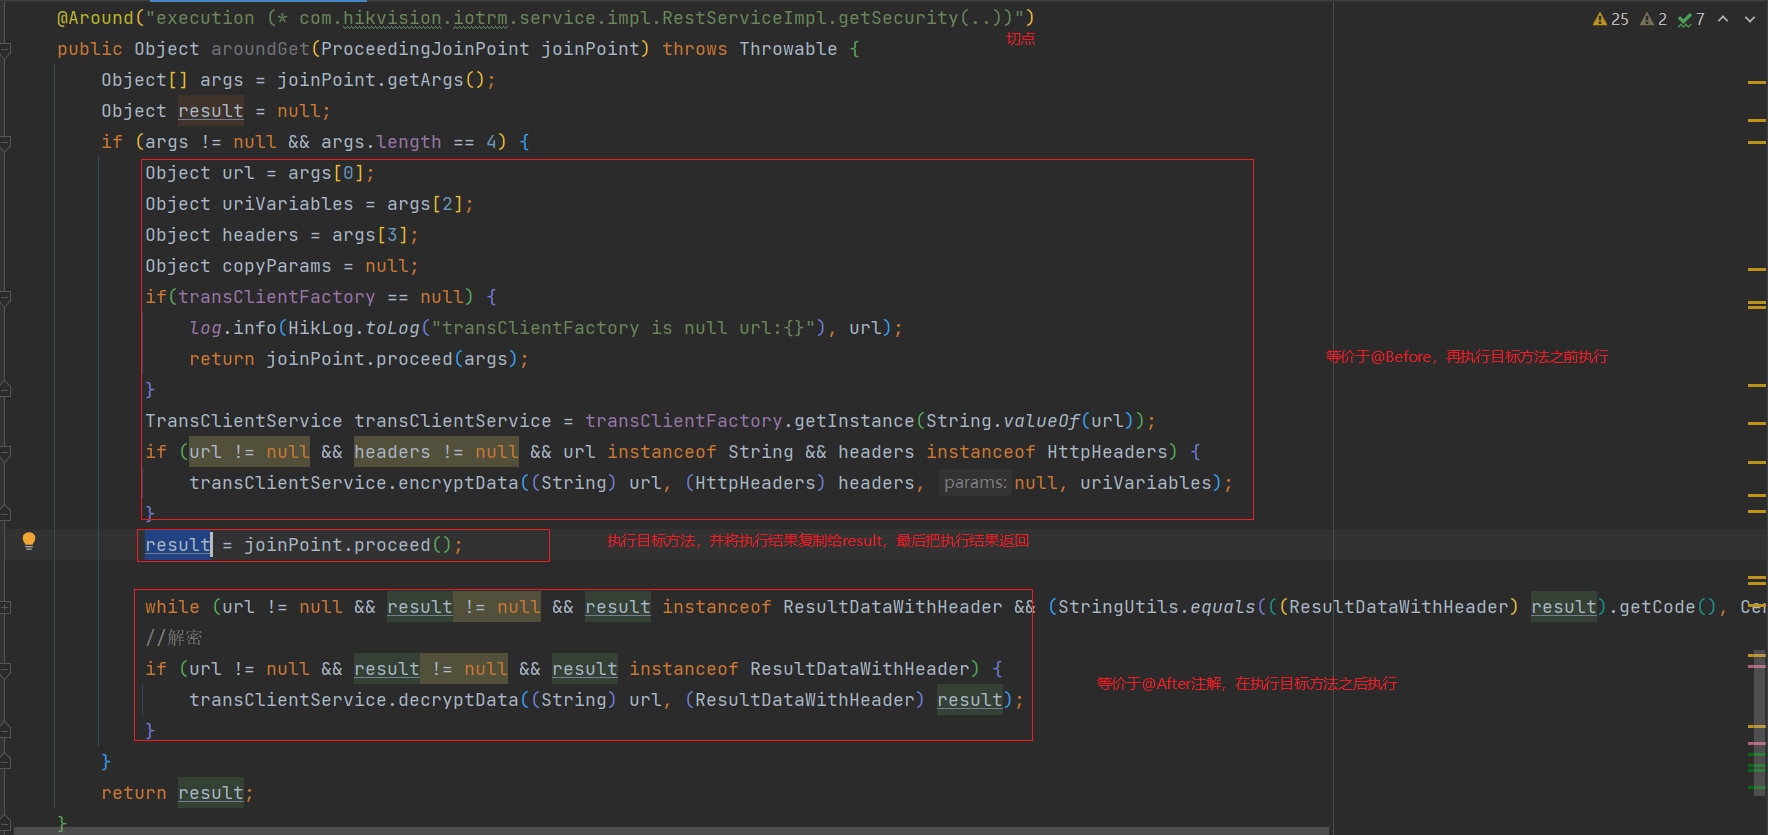 @Around("execution (* com.hikvision.iotrm.service.impl.RestServiceImpl.getSecurity(..))")
25 2 7
切点
public Object aroundGet(ProceedingJoinPoint joinPoint) throws Throwable {
Object[] args = joinPoint.getArgs();
Object result = null;
if (args != null && args.length == 4) {
Object url = args[0];
Object uriVariables = args[2];
Object headers = args[3];
Object copyParams = null;
if(transClientFactory == null) {
log.info(HikLog.toLog("transClientFactory is null url:{}"), url);
return joinPoint.proceed(args);
等价于@Before，再执行目标方法之前执行
}
TransClientService transClientService = transClientFactory.getInstance(String.valueOf(url));
if (url != null && headers != null && url instanceof String && headers instanceof HttpHeaders) {
transClientService.encryptData((String) url, (HttpHeaders) headers, params: null, uriVariables);
}
result = joinPoint.proceed();
执行目标方法，并将执行结果复制给result，最后把执行结果返回
while (url != null && result != null && result instanceof ResultDataWithHeader && (StringUtils.equals(((ResultDataWithHeader) result).getCode(), Cer
//解密
if (url != null && result != null && result instanceof ResultDataWithHeader) {
transClientService.decryptData((String) url, (ResultDataWithHeader) result);
等价于@After注解，在执行目标方法之后执行
}
}
return result;
}